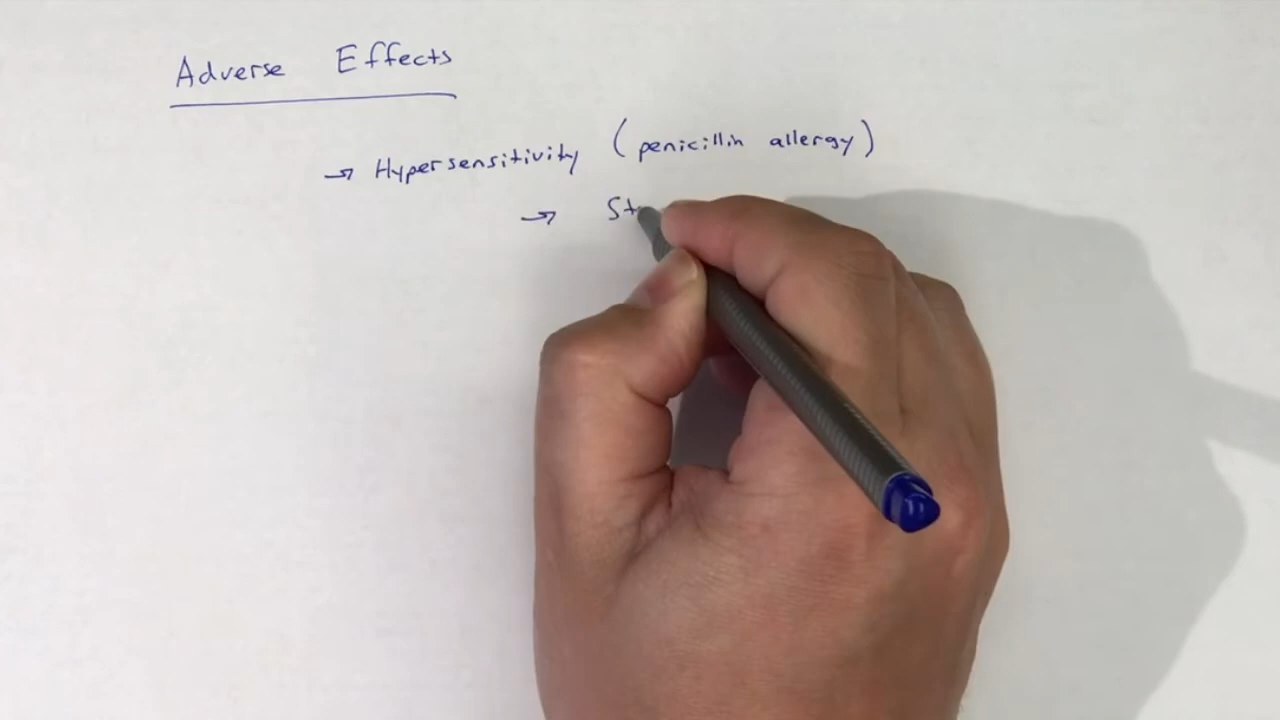 Adverse Effects
→ Hypersensitivity (penicillin allergy)
→ St